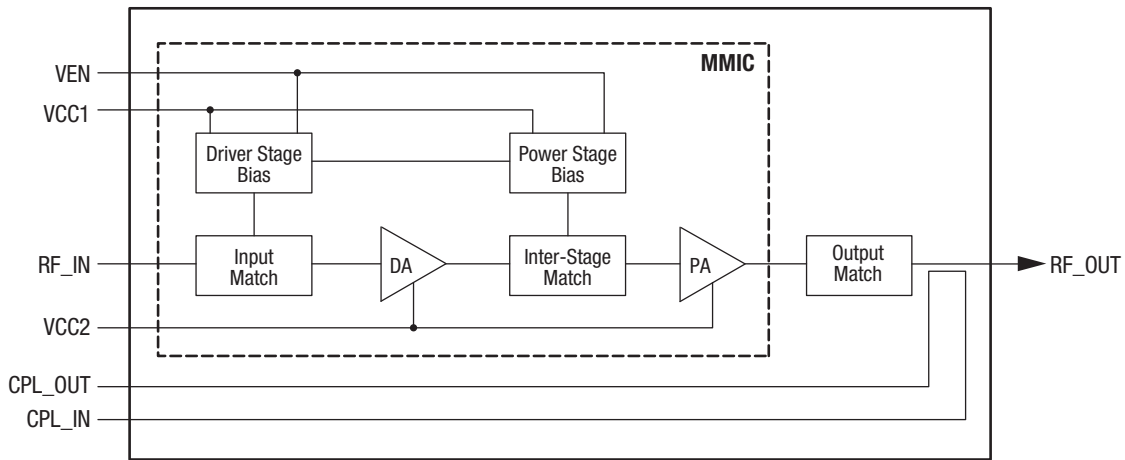 MMIC
VEN
VCC1
Driver Stage
Bias
Power Stage
Bias
RF_IN
Input
Match
DA
Inter-Stage
Match
PA
Output
Match
RF_OUT
VCC2
CPL_OUT
CPL_IN